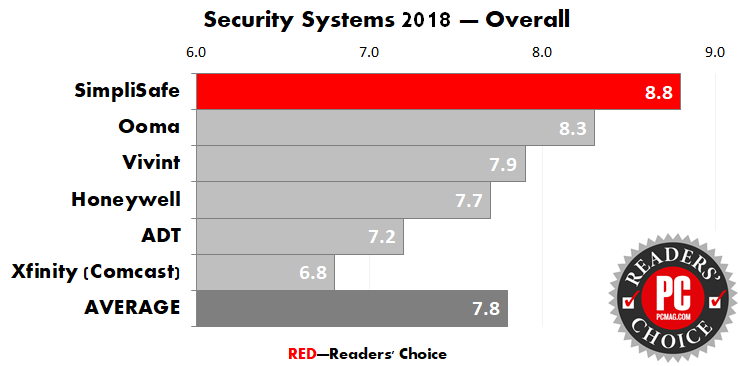 Security Systems 2018 — Overall
6.0 7.0 8.0 9.0
SimpliSafe 8.8
Ooma 8.3
Vivint 7.9
Honeywell 7.7
ADT 7.2
Xfinity (Comcast) 6.8
AVERAGE 7.8
READERS'
PC
PCMAG.COM
CHOICE
RED—Readers' Choice